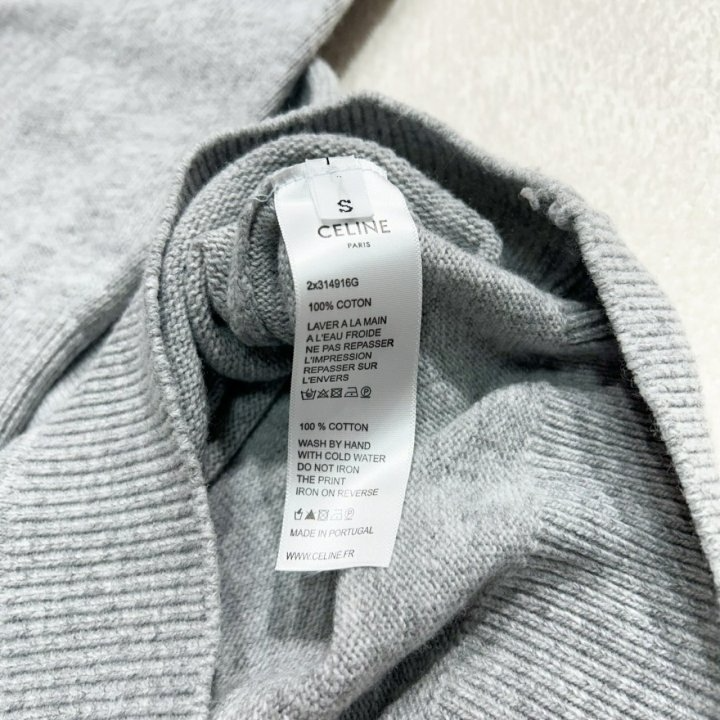 S
CELINE
PARIS
2x314916G
100% COTON
LAVER A LA MAIN
A L'EAU FROIDE
NE PAS REPASSER
L'IMPRESSION
REPASSER SUR
L'ENVERS
100 % COTTON
WASH BY HAND
WITH COLD WATER
DO NOT IRON
THE PRINT
IRON ON REVERSE
MADE IN PORTUGAL
WWW.CELINE.FR